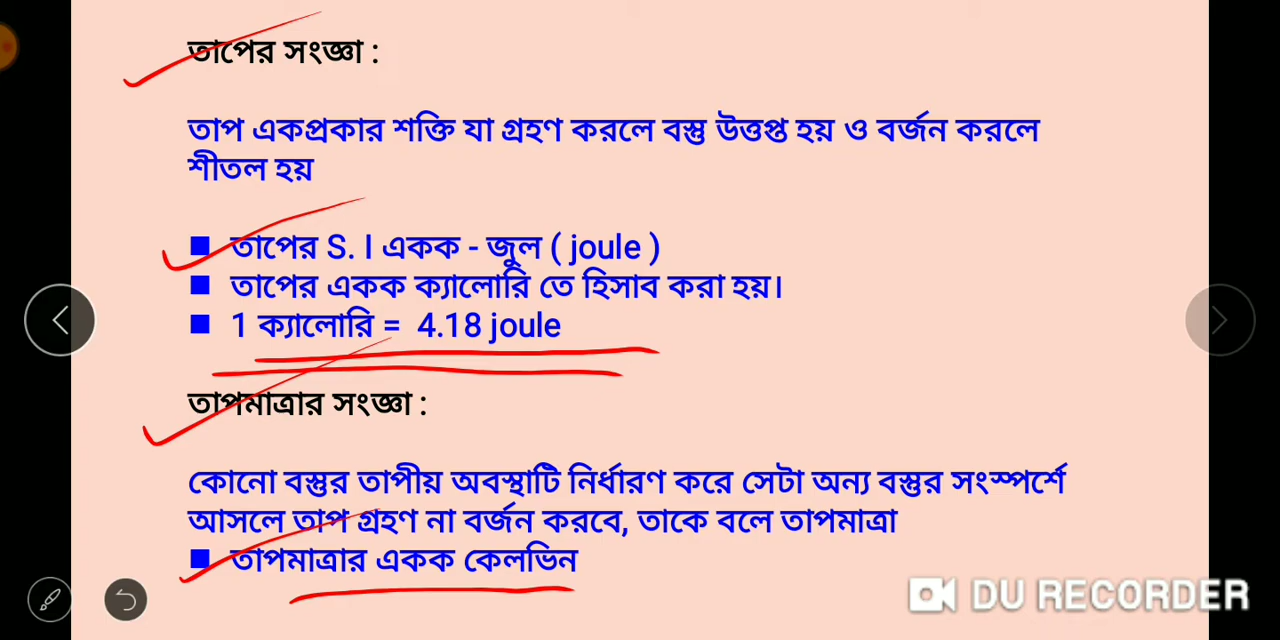 তাপের সংজ্ঞা :
তাপ একপ্রকার শক্তি যা গ্রহণ করলে বস্তু উত্তপ্ত হয় ও বর্জন করলে
শীতল হয়
■ তাপের S. I একক - জুল ( joule )
■ তাপের একক ক্যালোরি তে হিসাব করা হয়।
■ 1 ক্যালোরি = 4.18 joule
তাপমাত্রার সংজ্ঞা :
কোনো বস্তুর তাপীয় অবস্থাটি নির্ধারণ করে সেটা অন্য বস্তুর সংস্পর্শে
আসলে তাপ গ্রহণ না বর্জন করবে, তাকে বলে তাপমাত্রা
■ তাপমাত্রার একক কেলভিন
DU RECORDER